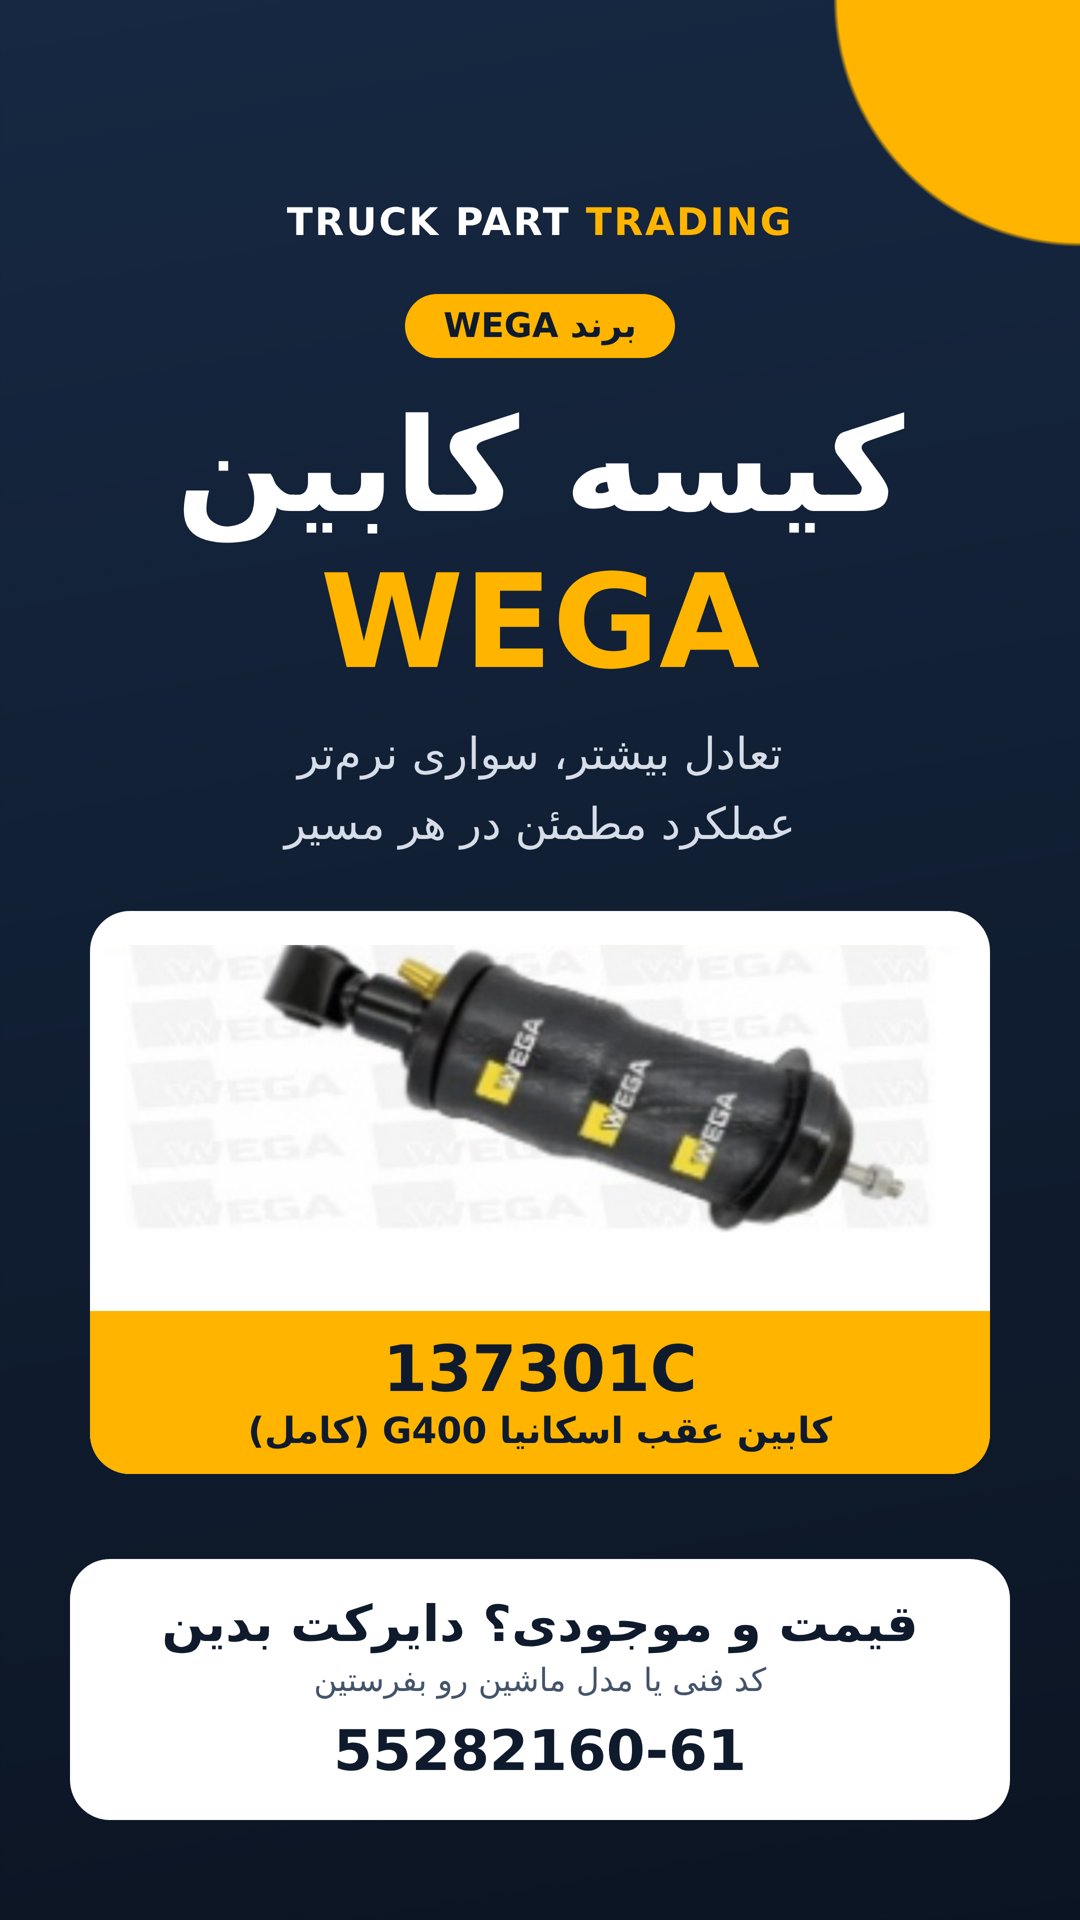 TRUCK PART TRADING
برند WEGA
کیسه کابین
WEGA
تعادل بیشتر، سواری نرم‌تر
عملکرد مطمئن در هر مسیر
WEGA
WEGA
WEGA
137301C
کابین عقب اسکانیا G400 (کامل)
قیمت و موجودی؟ دایرکت بدین
کد فنی یا مدل ماشین رو بفرستین
55282160-61